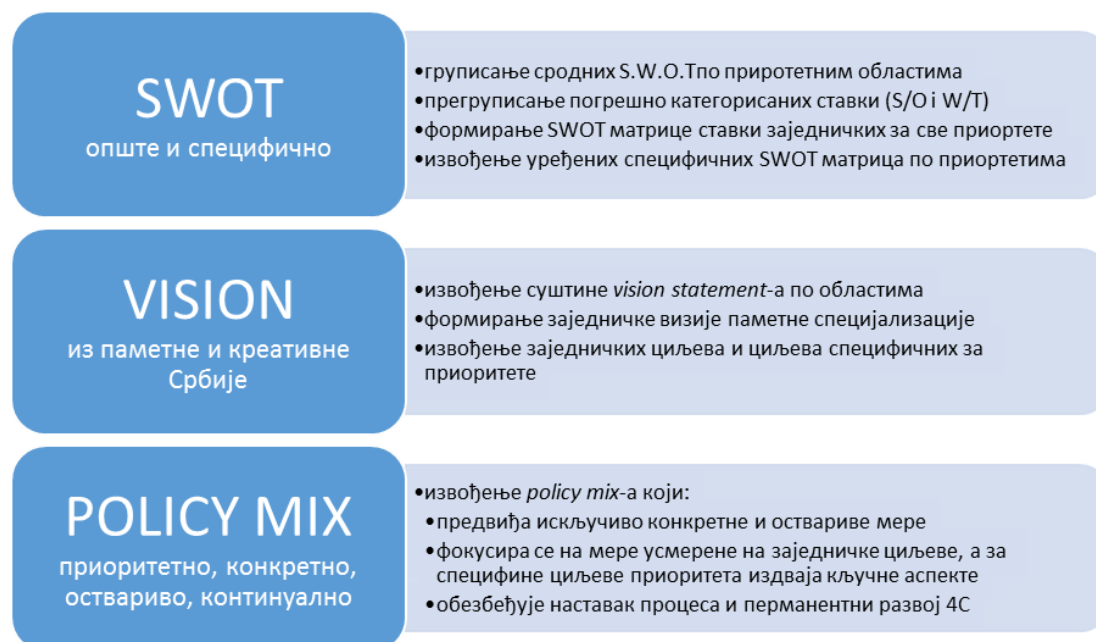 SWOT
опште и специфично
•груписање сродних S.W.O.Tпо приротетним областима
•прегруписање погрешно категорисаних ставки (S/O i W/T)
•формирање SWOT матрице ставки заједничких за све приортете
•извођење уређених специфичних SWOT матрица по приортетима
VISION
из паметне и креативне
Србије
•извођење суштине vision statement-а по областима
•формирање заједничке визије паметне специјализације
•извођење заједничких циљева и циљева специфичних за
приоритете
POLICY MIX
приоритетно, конкретно,
оствариво, континуално
•извођење policy mix-а који:
•предвиђа искључиво конкретне и оствариве мере
•фокусира се на мере усмерене на заједничке циљеве, а за
специфине циљеве приоритета издваја кључне аспекте
•обезбеђује наставак процеса и перманентни развој 4С